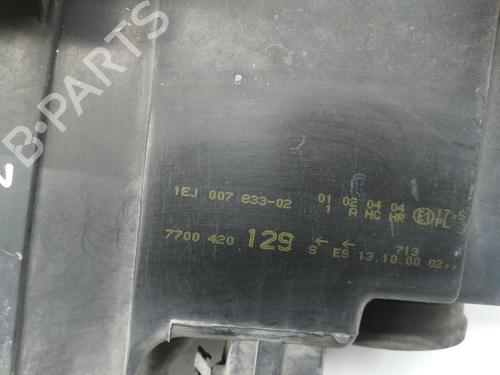 B-PARTS
1EJ 007 833-02 01 02 04 04 E1 17.5
1 A HC HR PL
7700 420 129 S ← ← 713
ES 13.10.00 02